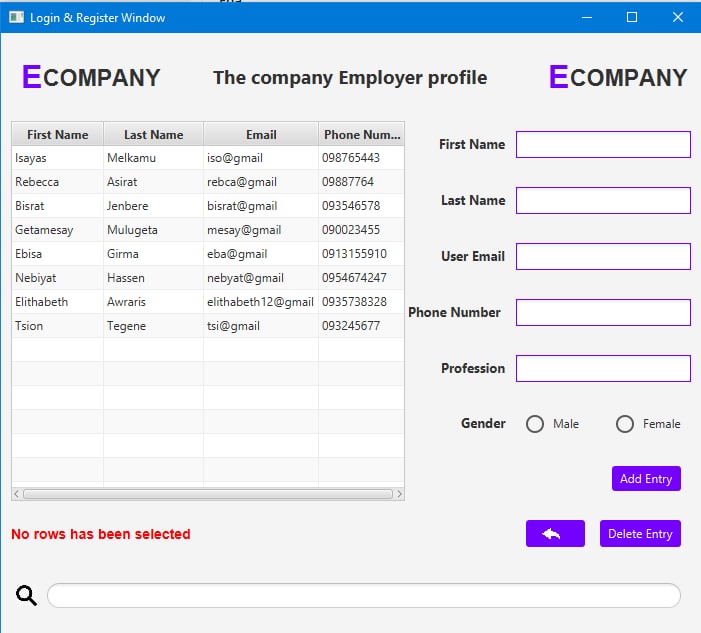 Login & Register Window
ECOMPANY The company Employer profile ECOMPANY
First Name Last Name Email Phone Num...
Isayas Melkamu iso@gmail 098765443
Rebecca Asirat rebca@gmail 09887764
Bisrat Jenbere bisrat@gmail 093546578
Getamesay Mulugeta mesay@gmail 090023455
Ebisa Girma eba@gmail 0913155910
Nebiyat Hassen nebyat@gmail 0954674247
Elithabeth Awraris elithabeth12@gmail 0935738328
Tsion Tegene tsi@gmail 093245677
First Name
Last Name
User Email
Phone Number
Profession
Gender Male Female
Add Entry
No rows has been selected
Delete Entry